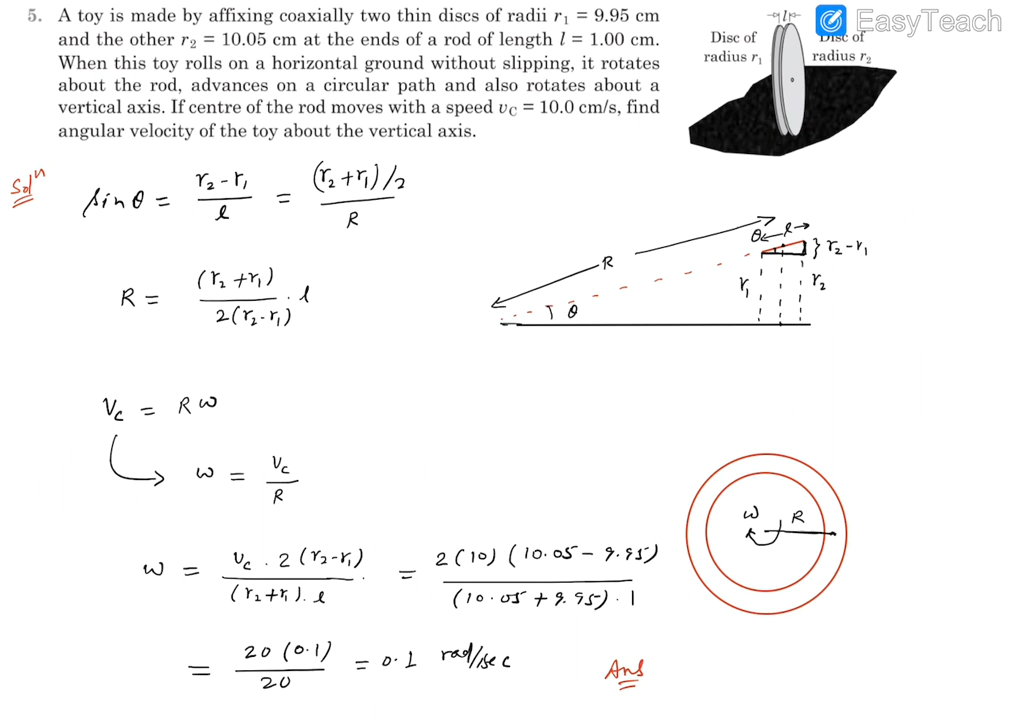 5. A toy is made by affixing coaxially two thin discs of radii r₁ = 9.95 cm
and the other r₂ = 10.05 cm at the ends of a rod of length l = 1.00 cm.
When this toy rolls on a horizontal ground without slipping, it rotates
about the rod, advances on a circular path and also rotates about a
vertical axis. If centre of the rod moves with a speed υC = 10.0 cm/s, find
angular velocity of the toy about the vertical axis.
l
EasyTeach
Disc of
radius r₁
Disc of
radius r₂
Solⁿ
sinθ = (r₂ - r₁)/l = ((r₂ + r₁)/2)/R
R = (r₂ + r₁)/(2(r₂ - r₁)) . l
R
θ
θ
l
} r₂ - r₁
r₁
r₂
Vc = Rω
ω = Vc/R
ω = (Vc . 2(r₂ - r₁))/((r₂ + r₁). l) = (2(10)(10.05 - 9.95))/((10.05 + 9.95). 1)
= 20(0.1)/20 = 0.1 rad/sec
Ans
ω
R